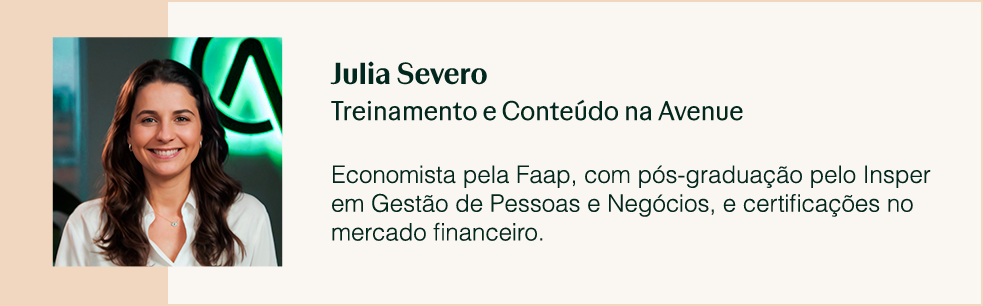 Julia Severo
Treinamento e Conteúdo na Avenue
Economista pela Faap, com pós-graduação pelo Insper
em Gestão de Pessoas e Negócios, e certificações no
mercado financeiro.